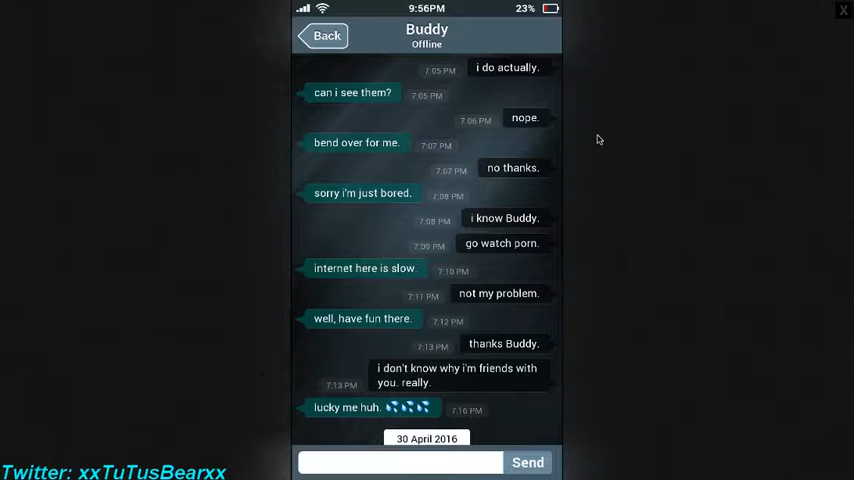 9:56PM
23%
X
Back
Buddy
Offline
i do actually.
7:05 PM
can i see them?
7:05 PM
nope.
7:06 PM
bend over for me.
7:07 PM
no thanks.
7:07 PM
sorry i'm just bored.
7:08 PM
i know Buddy.
7:08 PM
go watch porn.
7:09 PM
internet here is slow.
7:10 PM
not my problem.
7:11 PM
well, have fun there.
7:12 PM
thanks Buddy.
7:13 PM
i don't know why i'm friends with
you. really.
7:13 PM
lucky me huh. 💦💦💦
7:16 PM
30 April 2016
Send
Twitter: xxTuTusBearxx